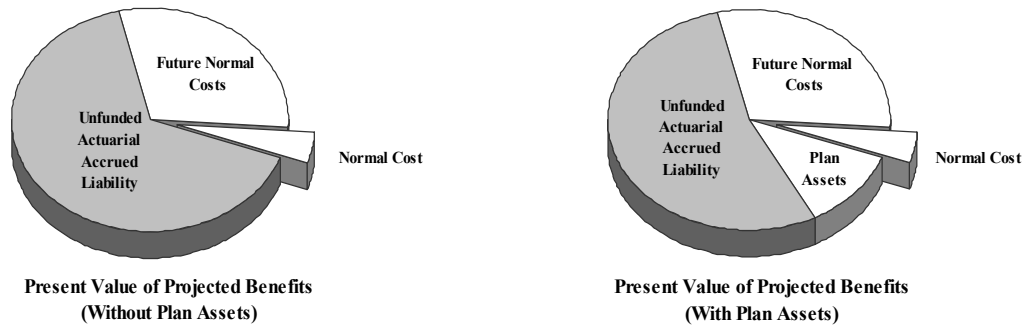 Future Normal
Costs
Unfunded
Actuarial
Accrued
Liability
Normal Cost
Present Value of Projected Benefits
(Without Plan Assets)
Future Normal
Costs
Unfunded
Actuarial
Accrued
Liability
Plan
Assets
Normal Cost
Present Value of Projected Benefits
(With Plan Assets)